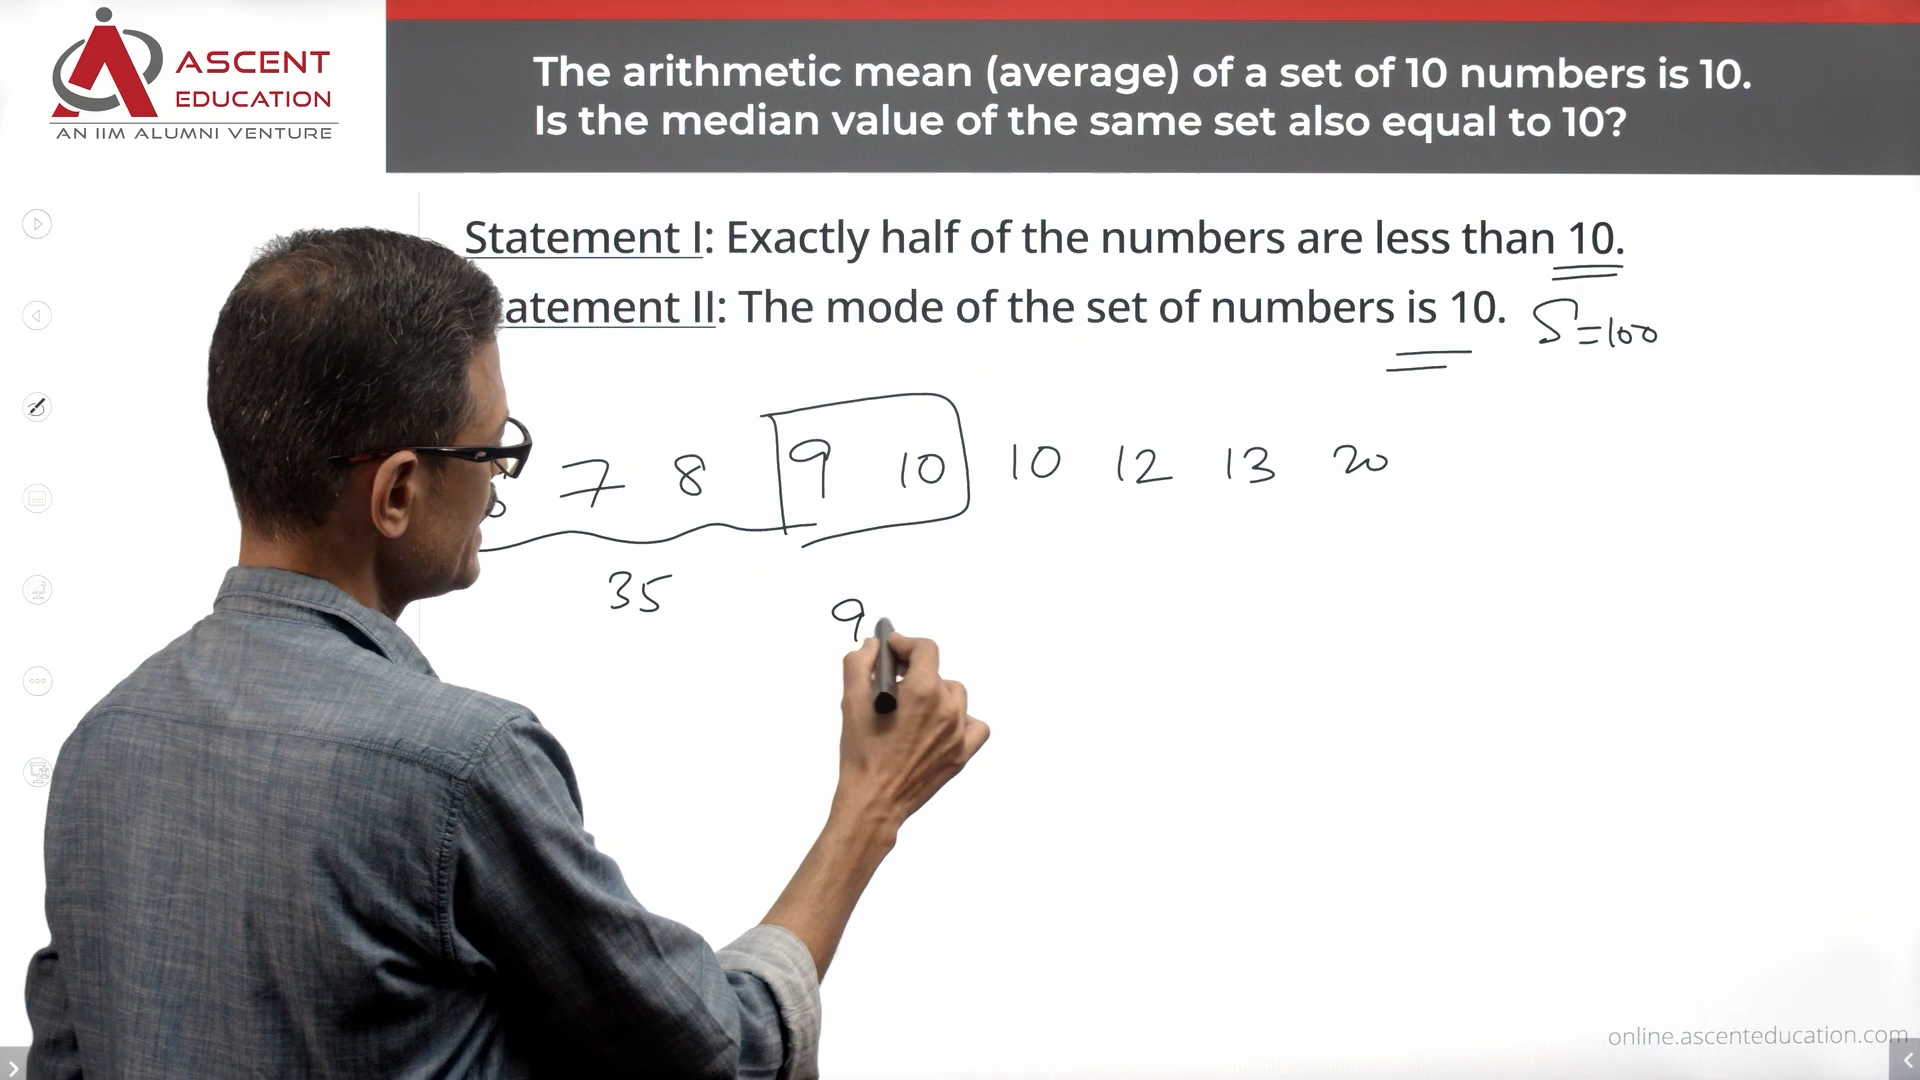 ASCENT
EDUCATION
AN IIM ALUMNI VENTURE
The arithmetic mean (average) of a set of 10 numbers is 10.
Is the median value of the same set also equal to 10?
Statement I: Exactly half of the numbers are less than 10.
atement II: The mode of the set of numbers is 10.
S=100
7 8 9 10 10 12 13 20
35
9
online.ascenteducation.com